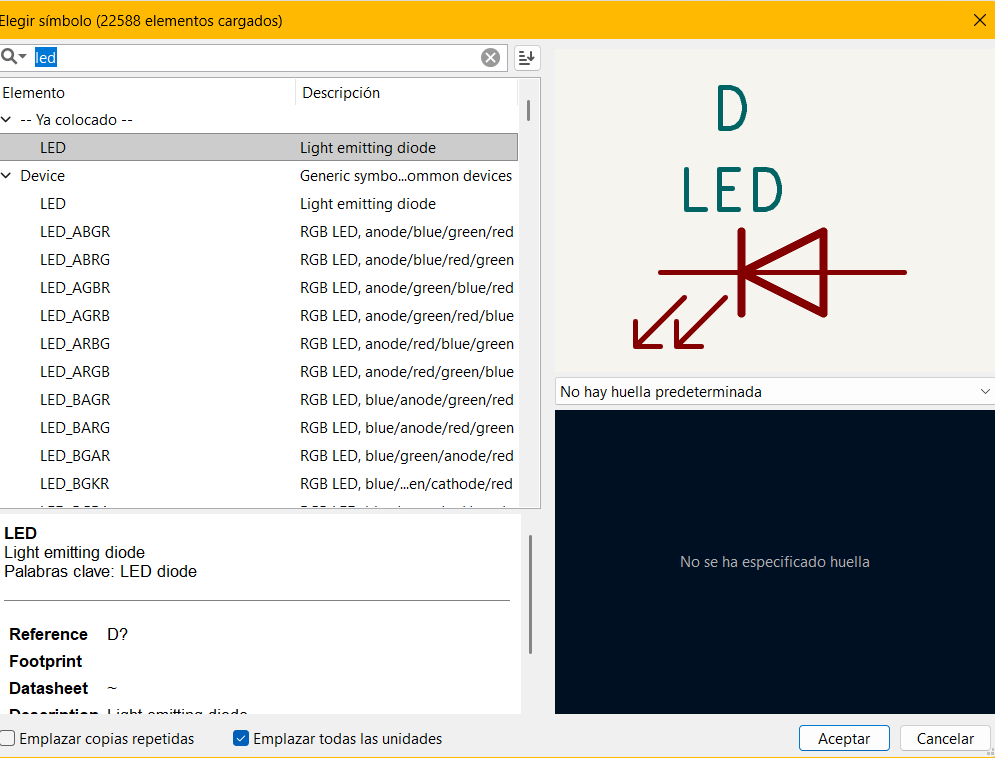 Elegir símbolo (22588 elementos cargados)
led
Elemento Descripción
-- Ya colocado --
LED Light emitting diode
Device Generic symbo...ommon devices
LED Light emitting diode
LED_ABGR RGB LED, anode/blue/green/red
LED_ABRG RGB LED, anode/blue/red/green
LED_AGBR RGB LED, anode/green/blue/red
LED_AGRB RGB LED, anode/green/red/blue
LED_ARBG RGB LED, anode/red/blue/green
LED_ARGB RGB LED, anode/red/green/blue
LED_BAGR RGB LED, blue/anode/green/red
LED_BARG RGB LED, blue/anode/red/green
LED_BGAR RGB LED, blue/green/anode/red
LED_BGKR RGB LED, blue/...en/cathode/red
LED
Light emitting diode
Palabras clave: LED diode
Reference D?
Footprint
Datasheet ~
Description Light emitting diode
D
LED
No hay huella predeterminada
No se ha especificado huella
Emplazar copias repetidas
Emplazar todas las unidades
Aceptar
Cancelar